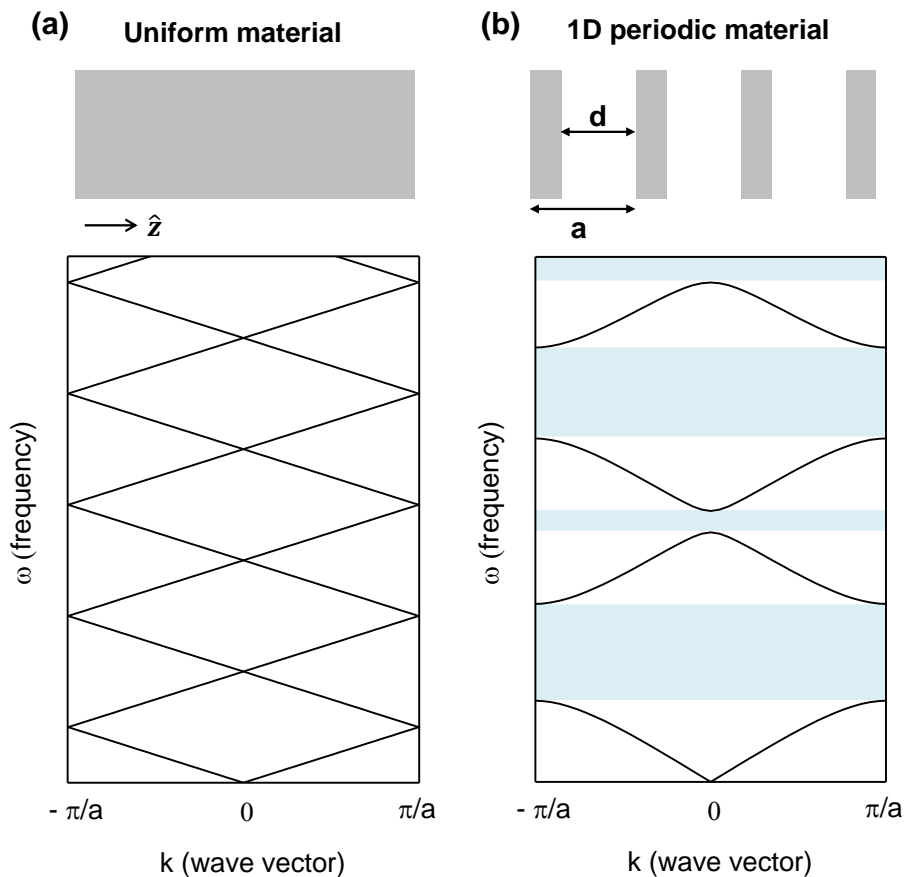 (a) Uniform material
ẑ
ω (frequency)
- π/a 0 π/a
k (wave vector)
(b) 1D periodic material
d
a
ω (frequency)
- π/a 0 π/a
k (wave vector)